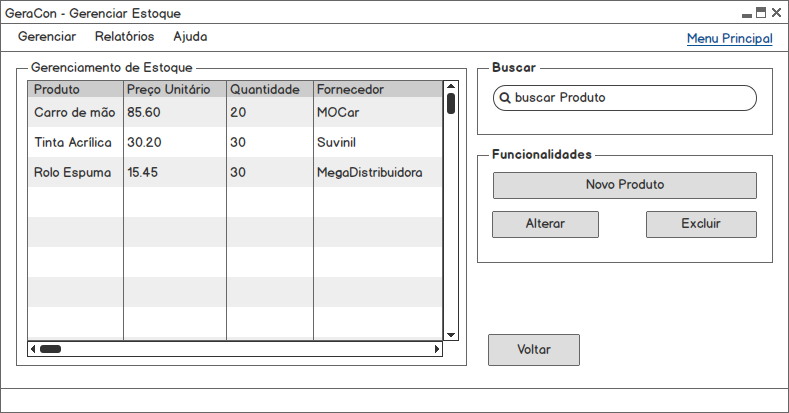 GeraCon - Gerenciar Estoque
Gerenciar Relatórios Ajuda
Menu Principal
Gerenciamento de Estoque
Produto Preço Unitário Quantidade Fornecedor
Carro de mão 85.60 20 MOCar
Tinta Acrílica 30.20 30 Suvinil
Rolo Espuma 15.45 30 MegaDistribuidora
Buscar
buscar Produto
Funcionalidades
Novo Produto
Alterar Excluir
Voltar